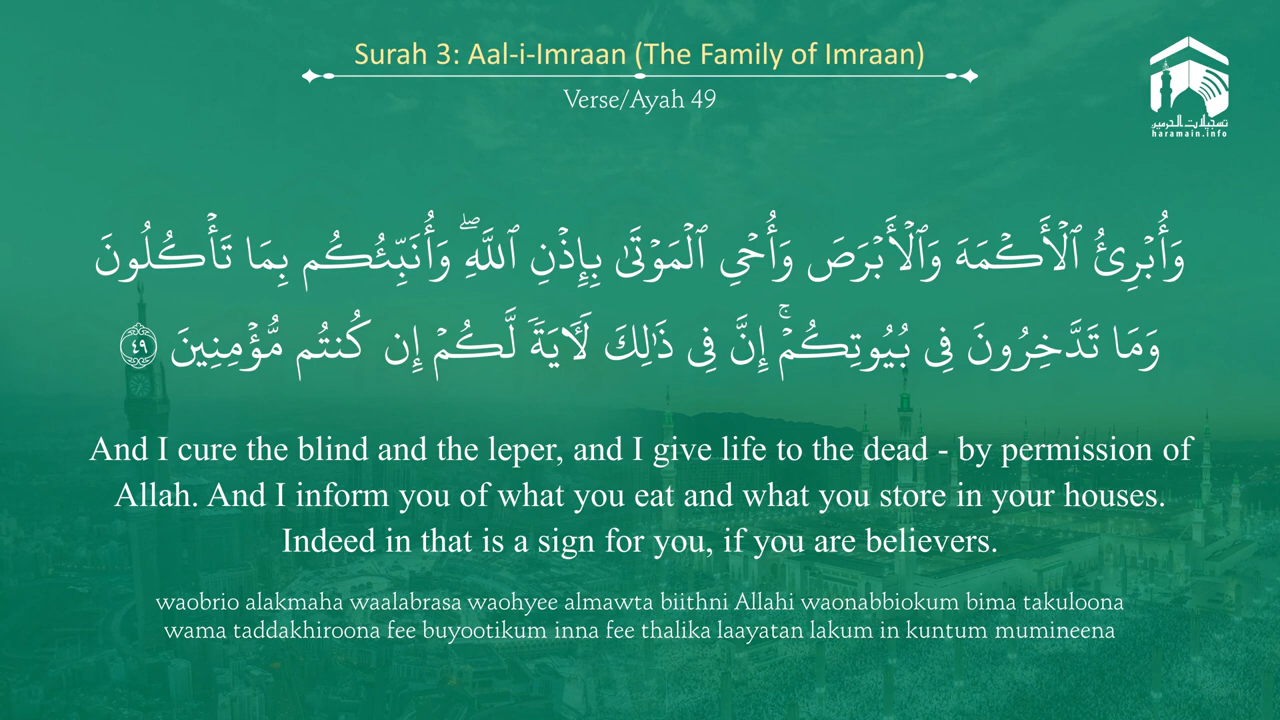 Surah 3: Aal-i-Imraan (The Family of Imraan)
Verse/Ayah 49
تسجيلات الحرمين
haramain.info
وَأُبْرِئُ ٱلْأَكْمَهَ وَٱلْأَبْرَصَ وَأُحْىِ ٱلْمَوْتَىٰ بِإِذْنِ ٱللَّهِ ۖ وَأُنَبِّئُكُم بِمَا تَأْكُلُونَ
وَمَا تَدَّخِرُونَ فِى بُيُوتِكُمْ ۚ إِنَّ فِى ذَٰلِكَ لَـَٔايَةً لَّكُمْ إِن كُنتُم مُّؤْمِنِينَ ٤٩
And I cure the blind and the leper, and I give life to the dead - by permission of
Allah. And I inform you of what you eat and what you store in your houses.
Indeed in that is a sign for you, if you are believers.
waobrio alakmaha waalabrasa waohyee almawta biithni Allahi waonabbiokum bima takuloona
wama taddakhiroona fee buyootikum inna fee thalika laayatan lakum in kuntum mumineena